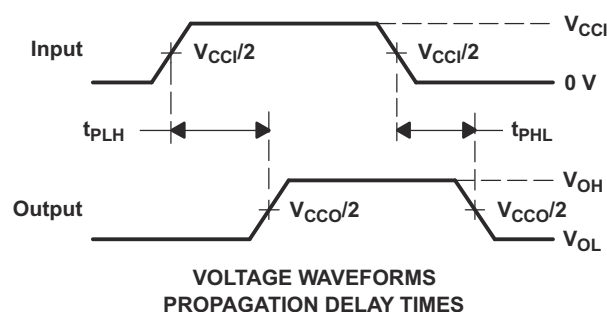 V_CCI
Input V_CCI/2 V_CCI/2
0 V
t_PLH t_PHL
V_OH
Output V_CCO/2 V_CCO/2
V_OL
VOLTAGE WAVEFORMS
PROPAGATION DELAY TIMES